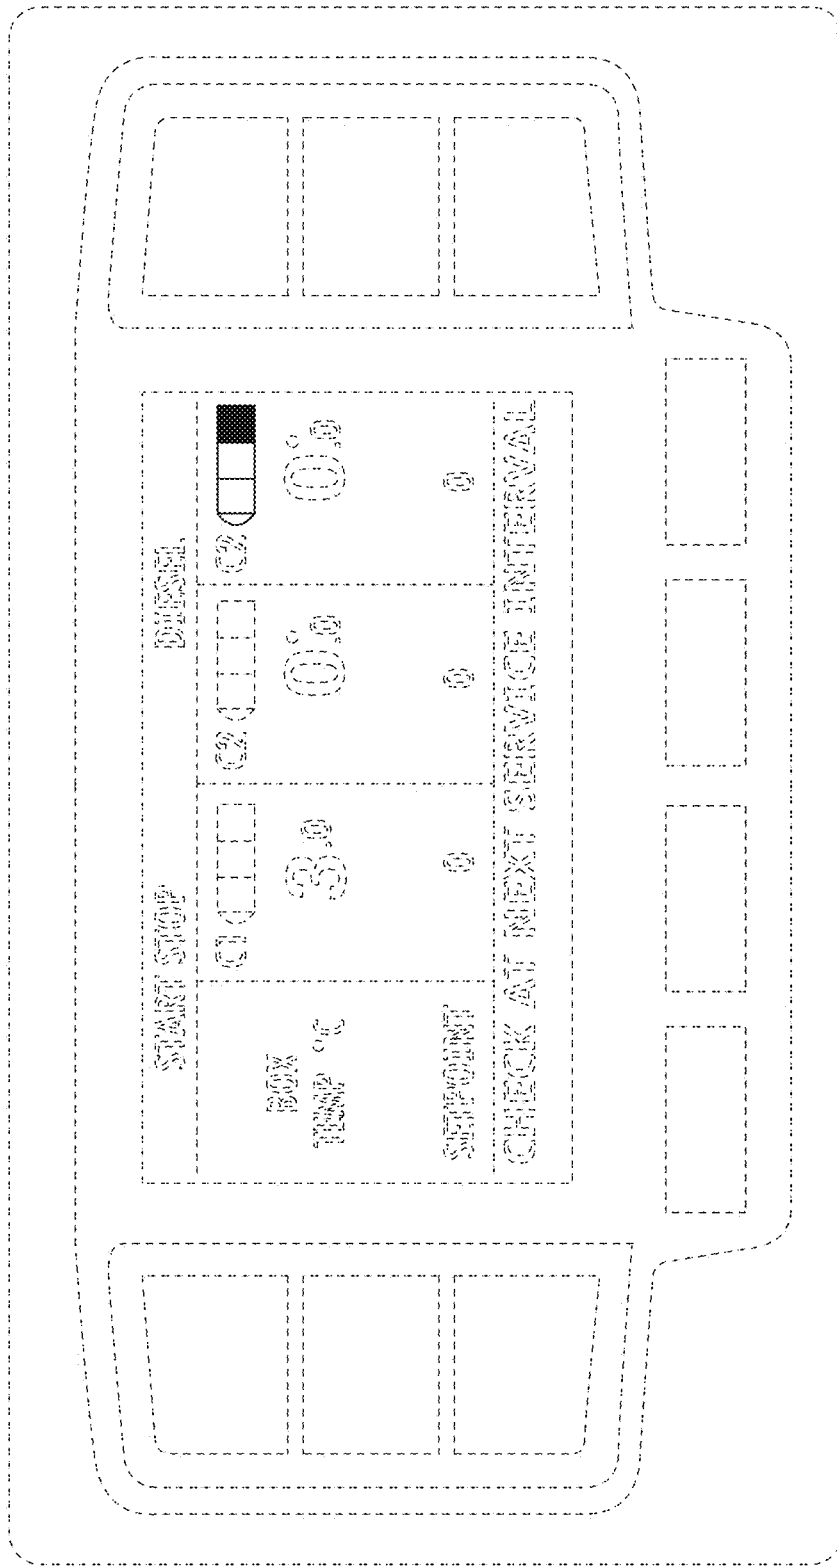 START STOP DIESEL
C1 C2 C2
BOX
TEMP °C 3.0 0°.0 0°.0
SETPOINT 0 0 0
CHECK AT NEXT SERVICE INTERVAL